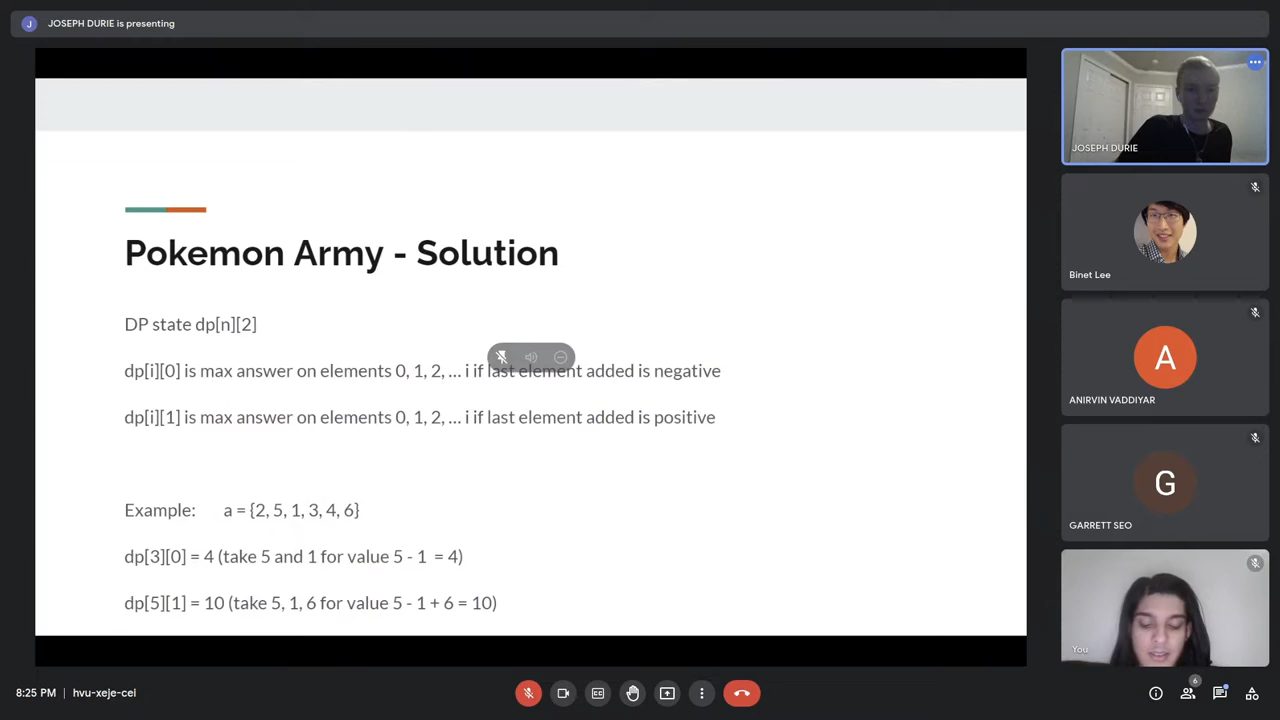 J
JOSEPH DURIE is presenting
Pokemon Army - Solution
DP state dp[n][2]
dp[i][0] is max answer on elements 0, 1, 2, ... i if last element added is negative
dp[i][1] is max answer on elements 0, 1, 2, ... i if last element added is positive
Example: a = {2, 5, 1, 3, 4, 6}
dp[3][0] = 4 (take 5 and 1 for value 5 - 1 = 4)
dp[5][1] = 10 (take 5, 1, 6 for value 5 - 1 + 6 = 10)
JOSEPH DURIE
Binet Lee
A
ANIRVIN VADDIYAR
G
GARRETT SEO
You
8:25 PM | hvu-xeje-cei
CC
6